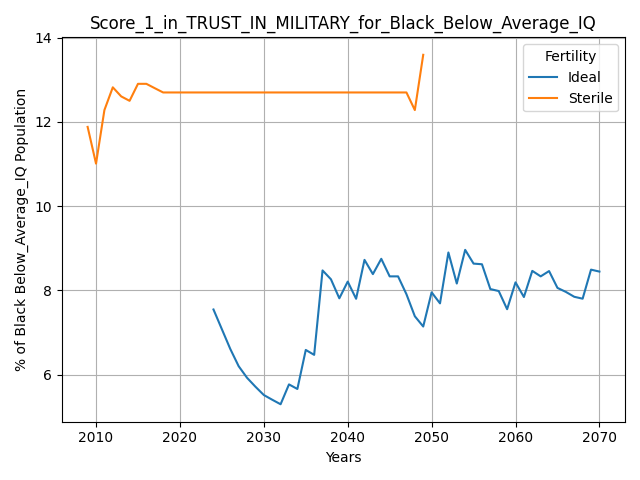 Score_1_in_TRUST_IN_MILITARY_for_Black_Below_Average_IQ
% of Black Below_Average_IQ Population
14
12
10
8
6
Fertility
Ideal
Sterile
2010 2020 2030 2040 2050 2060 2070
Years